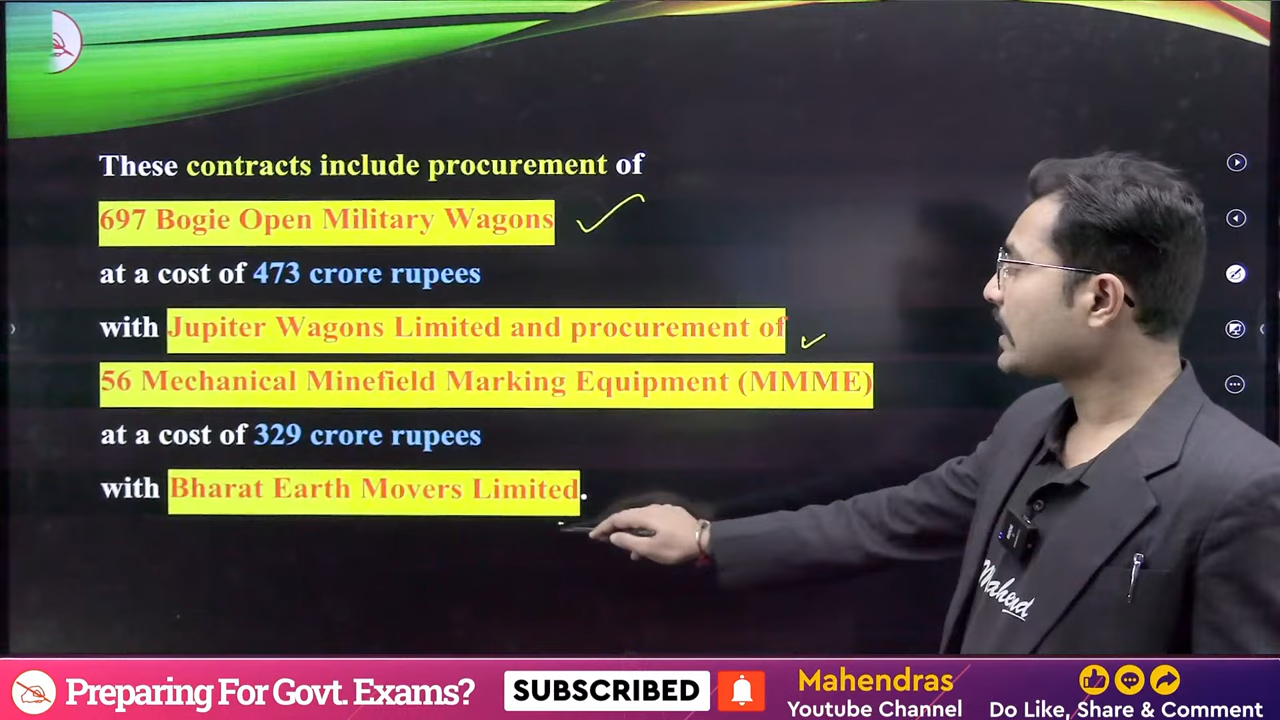 These contracts include procurement of
697 Bogie Open Military Wagons
at a cost of 473 crore rupees
with Jupiter Wagons Limited and procurement of
56 Mechanical Minefield Marking Equipment (MMME)
at a cost of 329 crore rupees
with Bharat Earth Movers Limited.
Preparing For Govt. Exams?
SUBSCRIBED
Mahendras
Youtube Channel
Do Like, Share & Comment